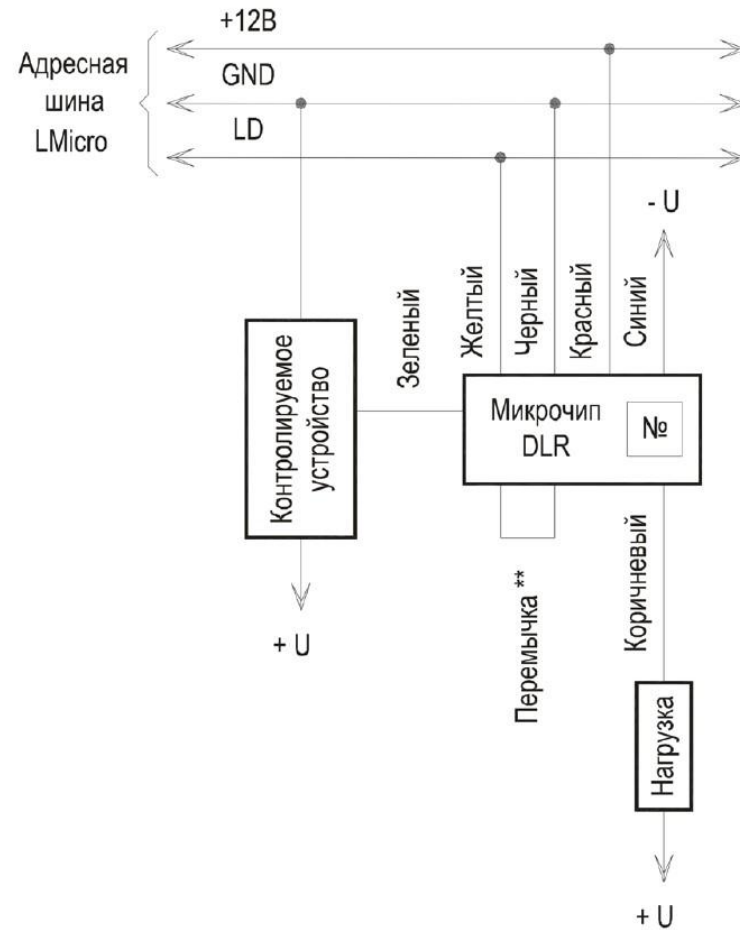 +12В
Адресная
шина
LMicro
GND
LD
- U
Зеленый
Желтый
Черный
Красный
Синий
Контролируемое
устройство
Микрочип
DLR
№
Перемычка **
Коричневый
+ U
Нагрузка
+ U